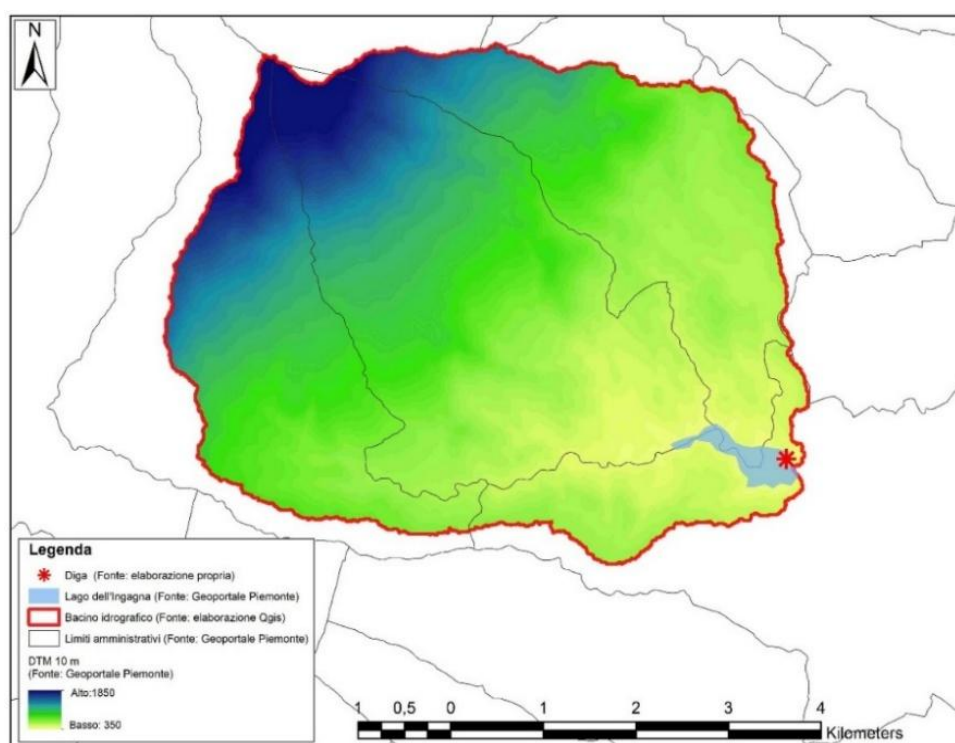 N
Legenda
Diga (Fonte: elaborazione propria)
Lago dell'Ingagna (Fonte: Geoportale Piemonte)
Bacino idrografico (Fonte: elaborazione Qgis)
Limiti amministrativi (Fonte: Geoportale Piemonte)
DTM 10 m
(Fonte: Geoportale Piemonte)
Alto:1850
Basso: 350
1 0,5 0 1 2 3 4
Kilometers